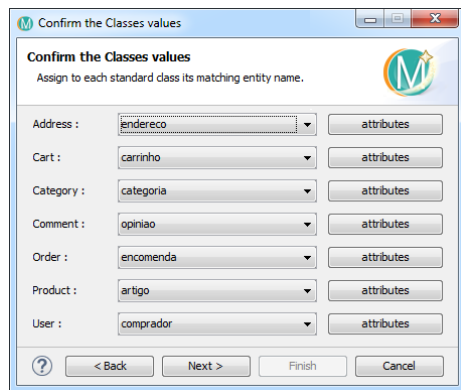 Confirm the Classes values
Confirm the Classes values
Assign to each standard class its matching entity name.
Address : endereco attributes
Cart : carrinho attributes
Category : categoria attributes
Comment : opiniao attributes
Order : encomenda attributes
Product : artigo attributes
User : comprador attributes
? < Back Next > Finish Cancel